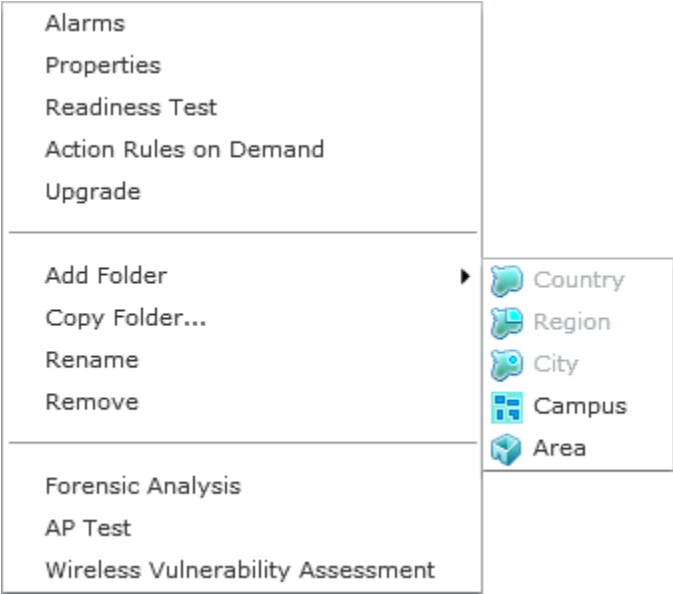 Alarms
Properties
Readiness Test
Action Rules on Demand
Upgrade
Add Folder
Copy Folder...
Rename
Remove
Forensic Analysis
AP Test
Wireless Vulnerability Assessment
Country
Region
City
Campus
Area